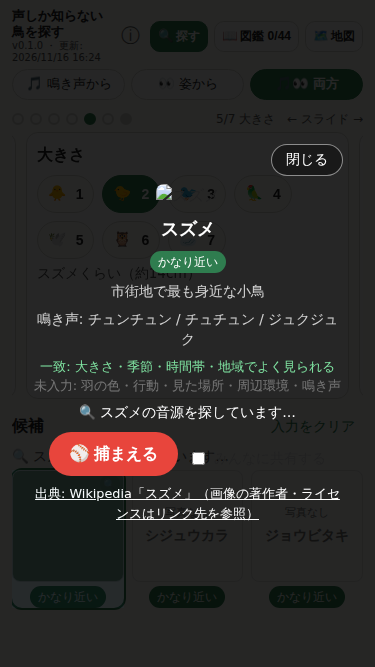 声しか知らない
鳥を探す
v0.1.0 · 更新:
2026/11/16 16:24
ⓘ
🔍 探す
📖 図鑑 0/44
🗺️ 地図
🎵 鳴き声から
👀 姿から
👀 両方
5/7 大きさ ←スライド→
大きさ
閉じる
🐥 1
🐤 2
🐦 3
🦜 4
🕊️ 5
🦉 6
7
スズメくらい（約14cm）
スズメ
かなり近い
市街地で最も身近な小鳥
鳴き声: チュンチュン / チュチュン / ジュクジュ
ク
一致: 大きさ・季節・時間帯・地域でよく見られる
未入力: 羽の色・行動・見た場所・周辺環境・鳴き声
🔍 スズメの音源を探しています…
候補
入力をクリア
⚾ 捕まえる
出典: Wikipedia「スズメ」（画像の著作者・ライセ
ンスはリンク先を参照）
写真なし
シジュウカラ
ジョウビタキ
かなり近い
かなり近い
かなり近い